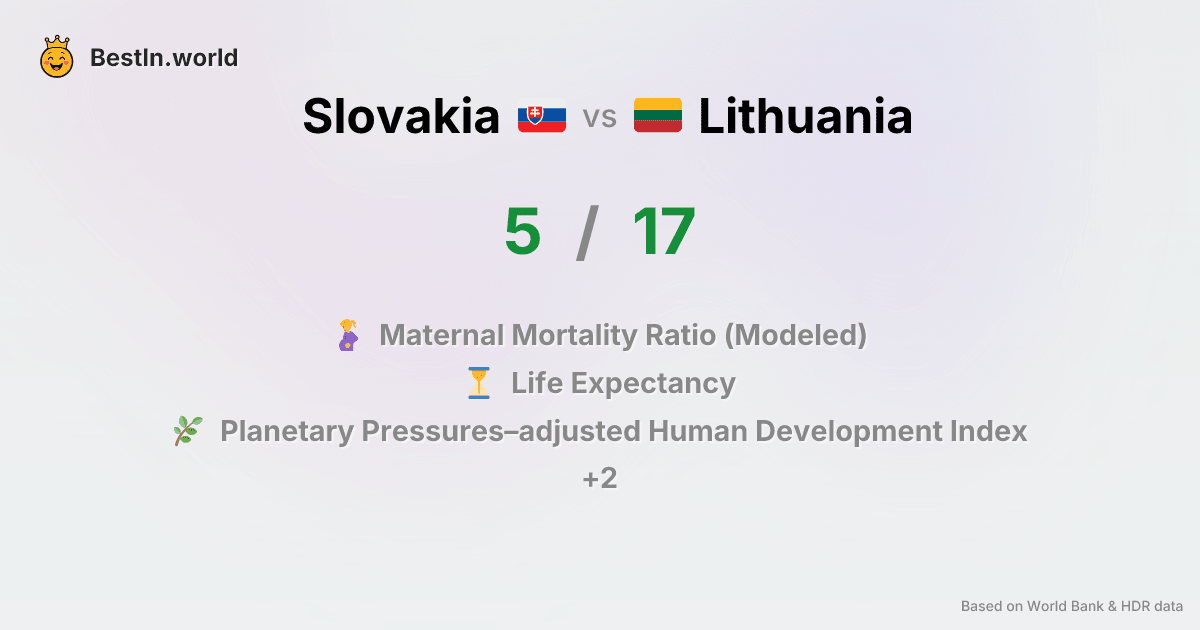 BestIn.world
Slovakia vs Lithuania
5 / 17
Maternal Mortality Ratio (Modeled)
Life Expectancy
Planetary Pressures–adjusted Human Development Index
+2
Based on World Bank & HDR data